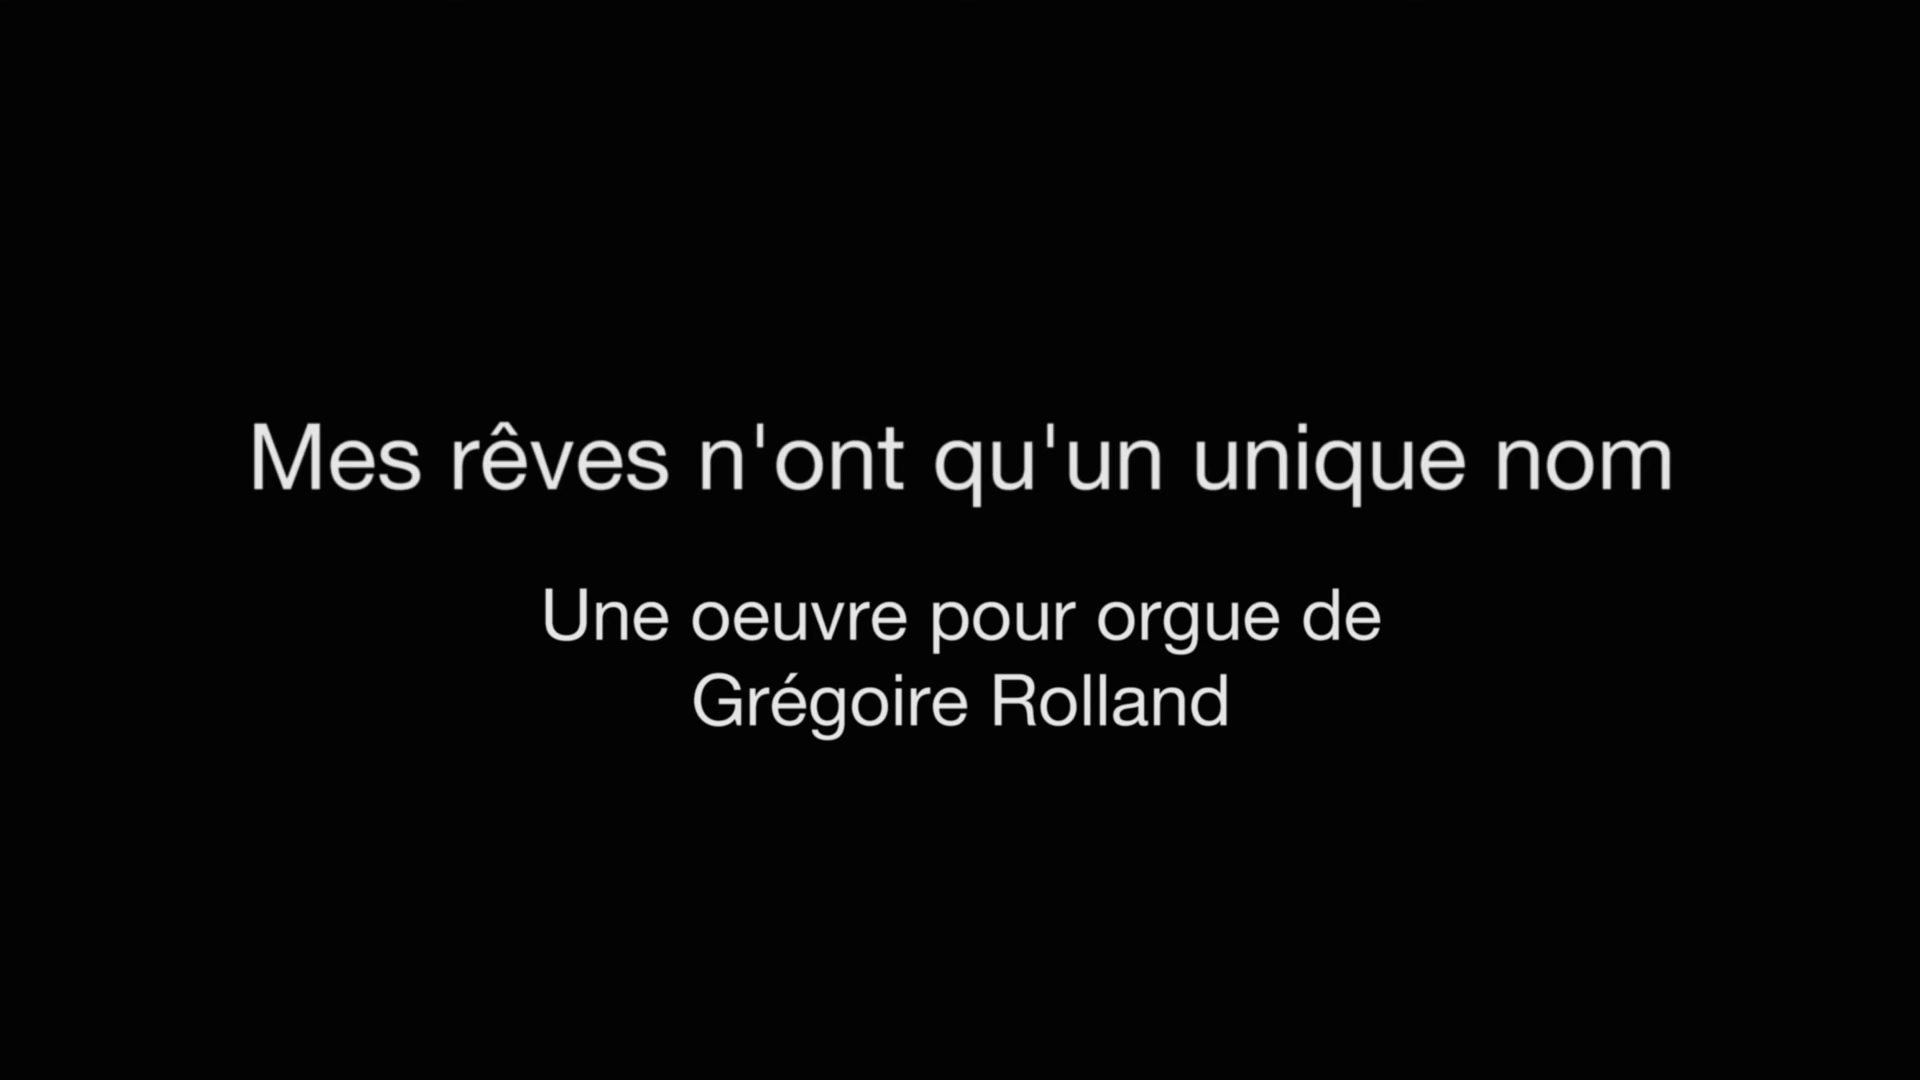 Mes rêves n'ont qu'un unique nom
Une oeuvre pour orgue de
Grégoire Rolland